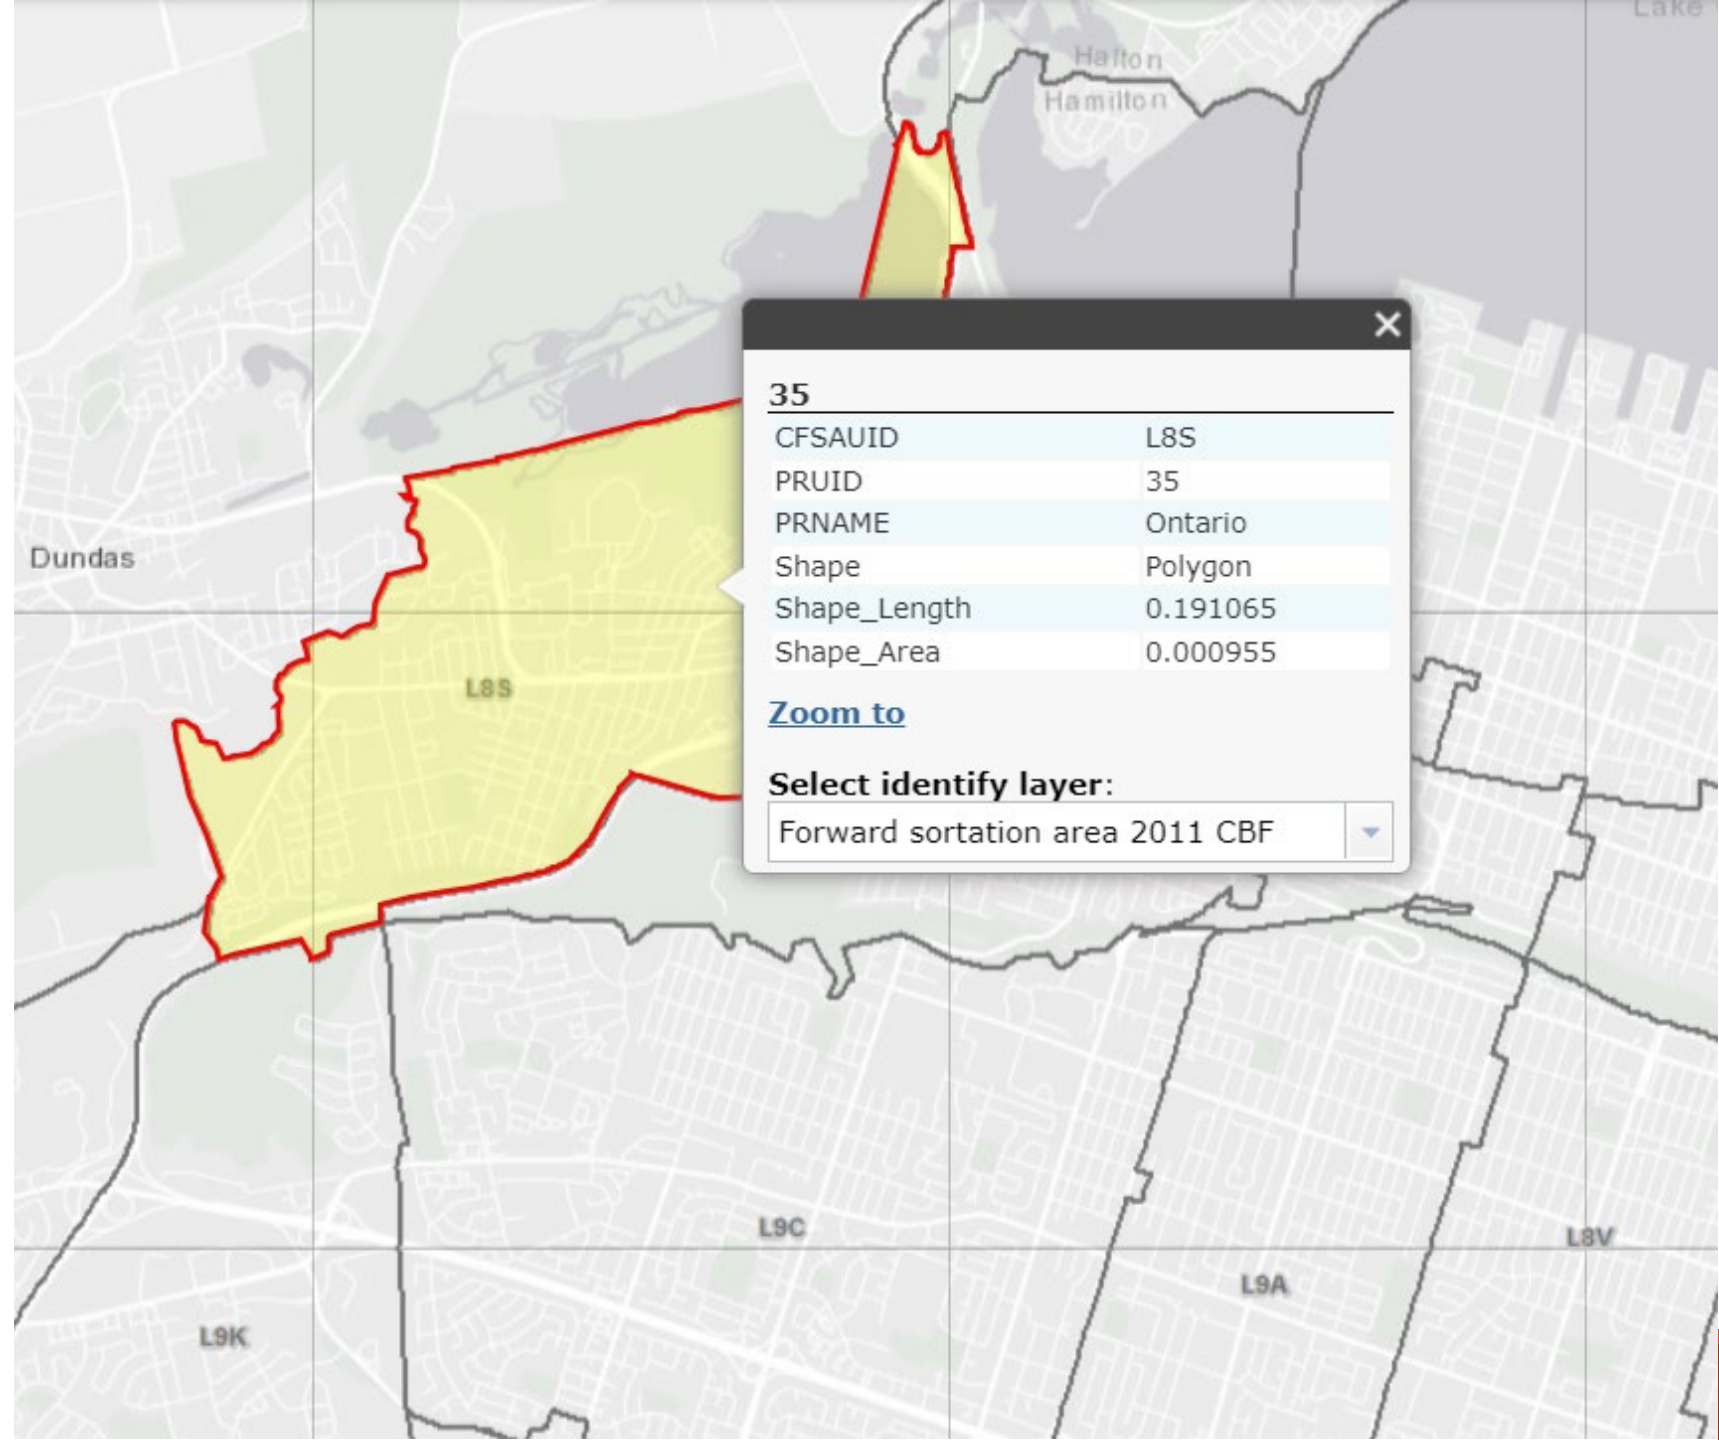 Lake
Halton
Hamilton
×
35
CFSAUID L8S
PRUID 35
PRNAME Ontario
Shape Polygon
Shape_Length 0.191065
Shape_Area 0.000955
Zoom to
Select identify layer:
Forward sortation area 2011 CBF
Dundas
L8S
L9C
L8V
L9A
L9K